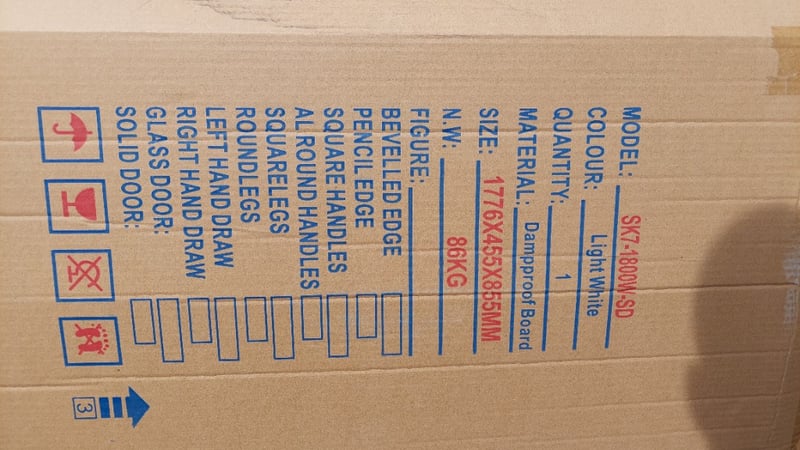 MODEL: SK7-1800W-SD
COLOUR: Light White
QUANTITY: 1
MATERIAL: Dampproof Board
SIZE: 1776X455X855MM
N.W: 86KG
FIGURE:
BEVELLED EDGE
PENCIL EDGE
SQUARE HANDLES
AL ROUND HANDLES
SQUARELEGS
ROUNDLEGS
LEFT HAND DRAW
RIGHT HAND DRAW
GLASS DOOR:
SOLID DOOR:
3